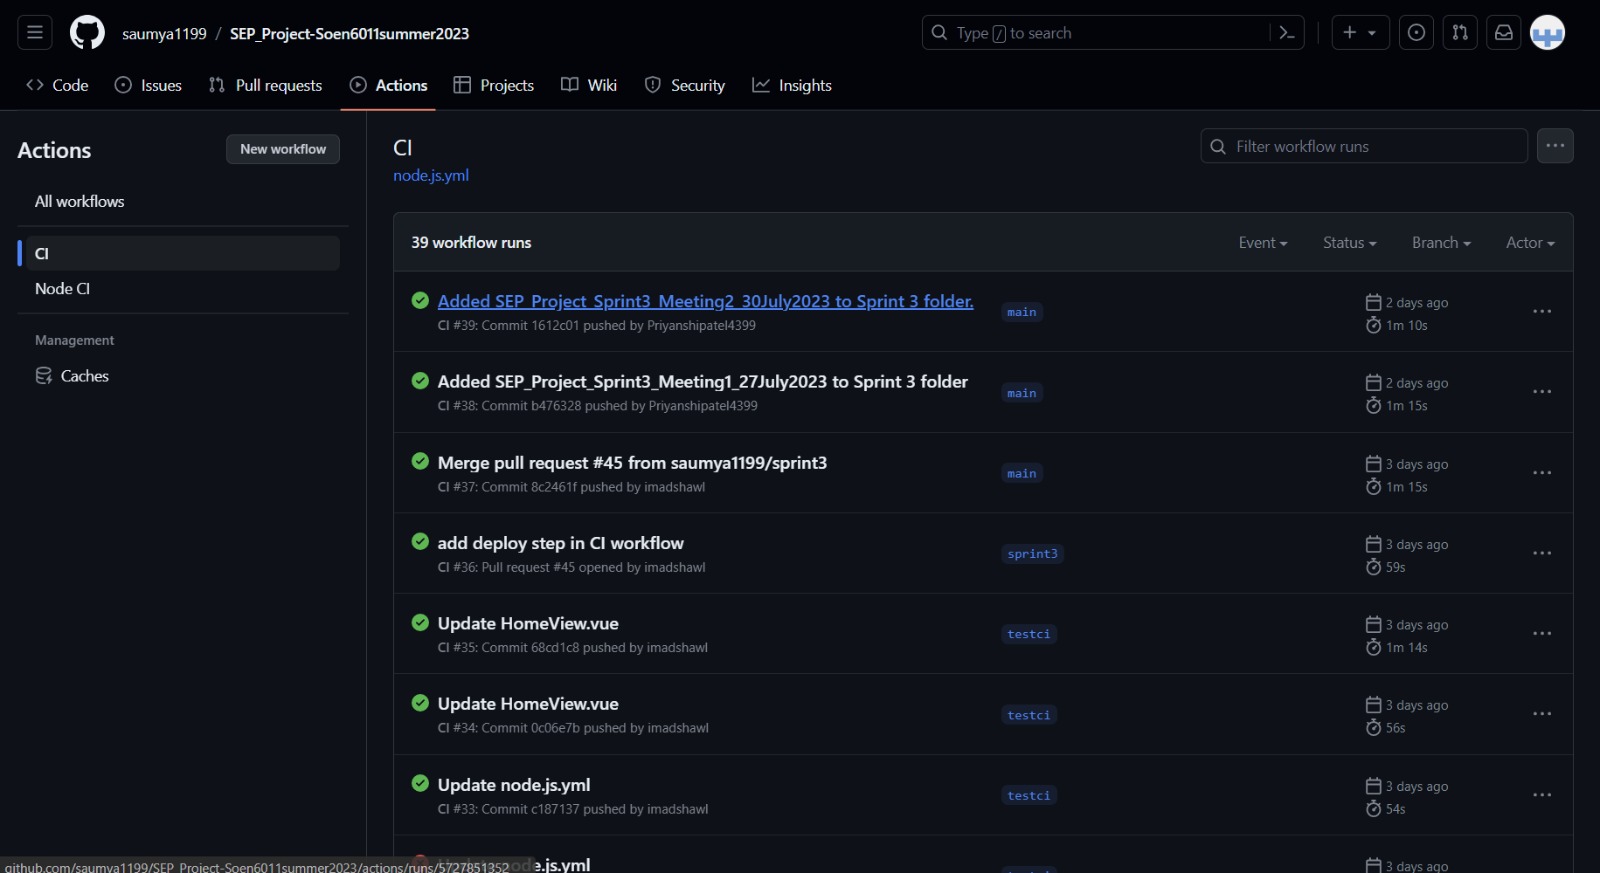 saumya1199 / SEP_Project-Soen6011summer2023
Type / to search
Code Issues Pull requests Actions Projects Wiki Security Insights
Actions
New workflow
All workflows
CI
Node CI
Management
Caches
CI
node.js.yml
Filter workflow runs
39 workflow runs
Event Status Branch Actor
Added SEP_Project_Sprint3_Meeting2_30July2023 to Sprint 3 folder.
CI #39: Commit 1612c01 pushed by Priyanshipatel4399
main
2 days ago
1m 10s
Added SEP_Project_Sprint3_Meeting1_27July2023 to Sprint 3 folder
CI #38: Commit b476328 pushed by Priyanshipatel4399
main
2 days ago
1m 15s
Merge pull request #45 from saumya1199/sprint3
CI #37: Commit 8c2461f pushed by imadshawl
main
3 days ago
1m 15s
add deploy step in CI workflow
CI #36: Pull request #45 opened by imadshawl
sprint3
3 days ago
59s
Update HomeView.vue
CI #35: Commit 68cd1c8 pushed by imadshawl
testci
3 days ago
1m 14s
Update HomeView.vue
CI #34: Commit 0c06e7b pushed by imadshawl
testci
3 days ago
56s
Update node.js.yml
CI #33: Commit c187137 pushed by imadshawl
testci
3 days ago
54s
.js.yml
3 days ago
github.com/saumya1199/SEP_Project-Soen6011summer2023/actions/runs/5727851352